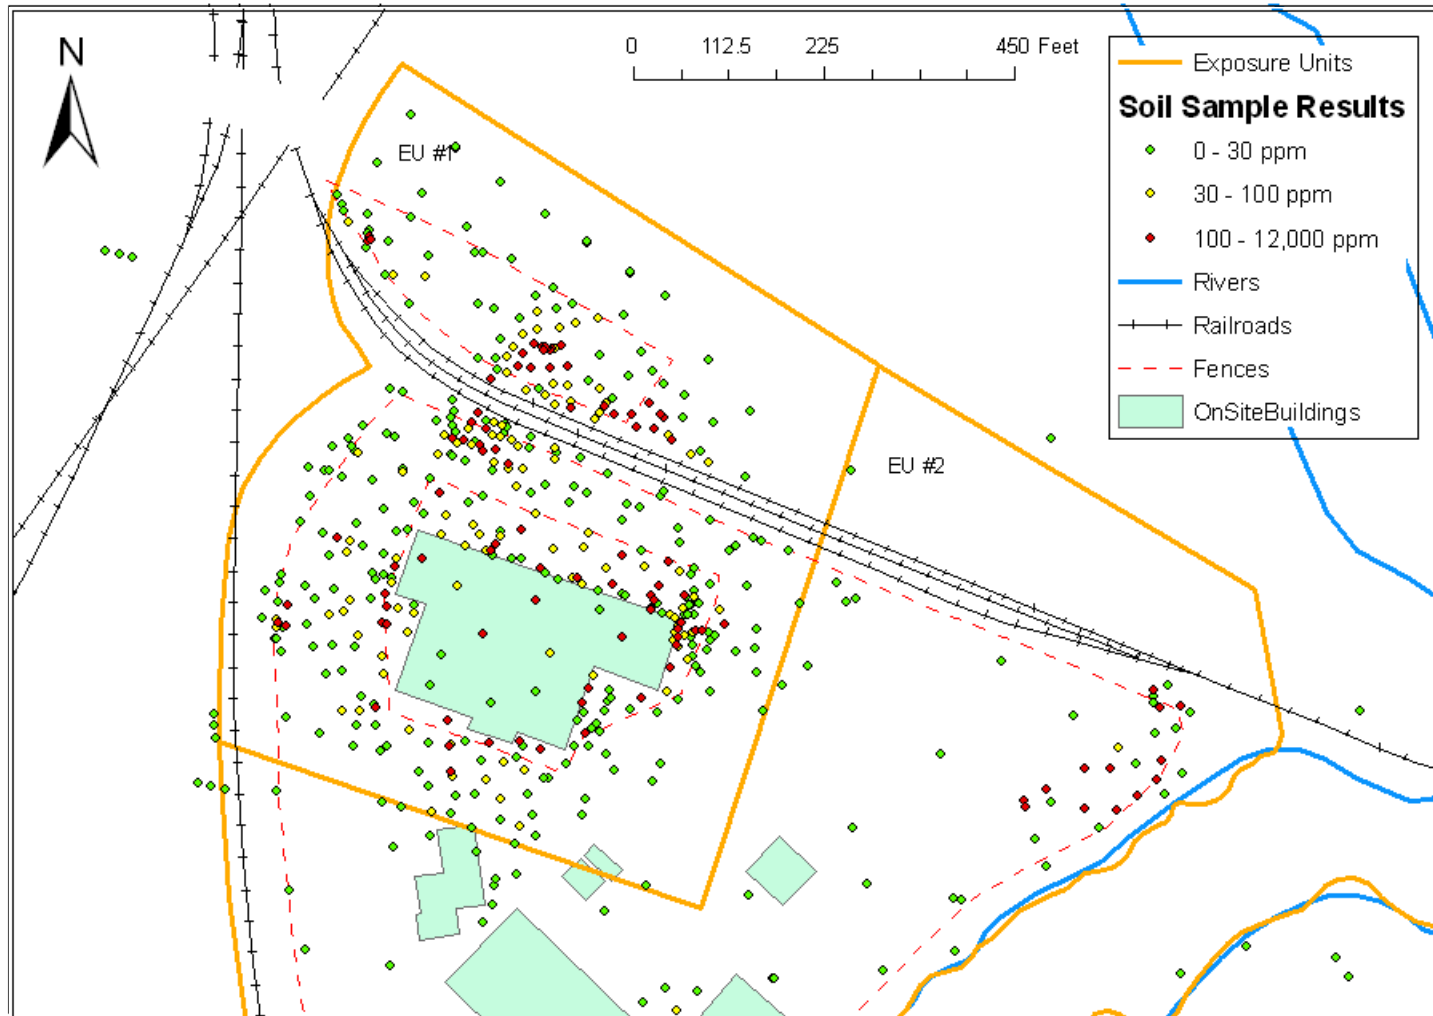 N
0 112.5 225 450 Feet
Exposure Units
Soil Sample Results
0 - 30 ppm
30 - 100 ppm
100 - 12,000 ppm
Rivers
Railroads
Fences
OnSiteBuildings
EU #1
EU #2